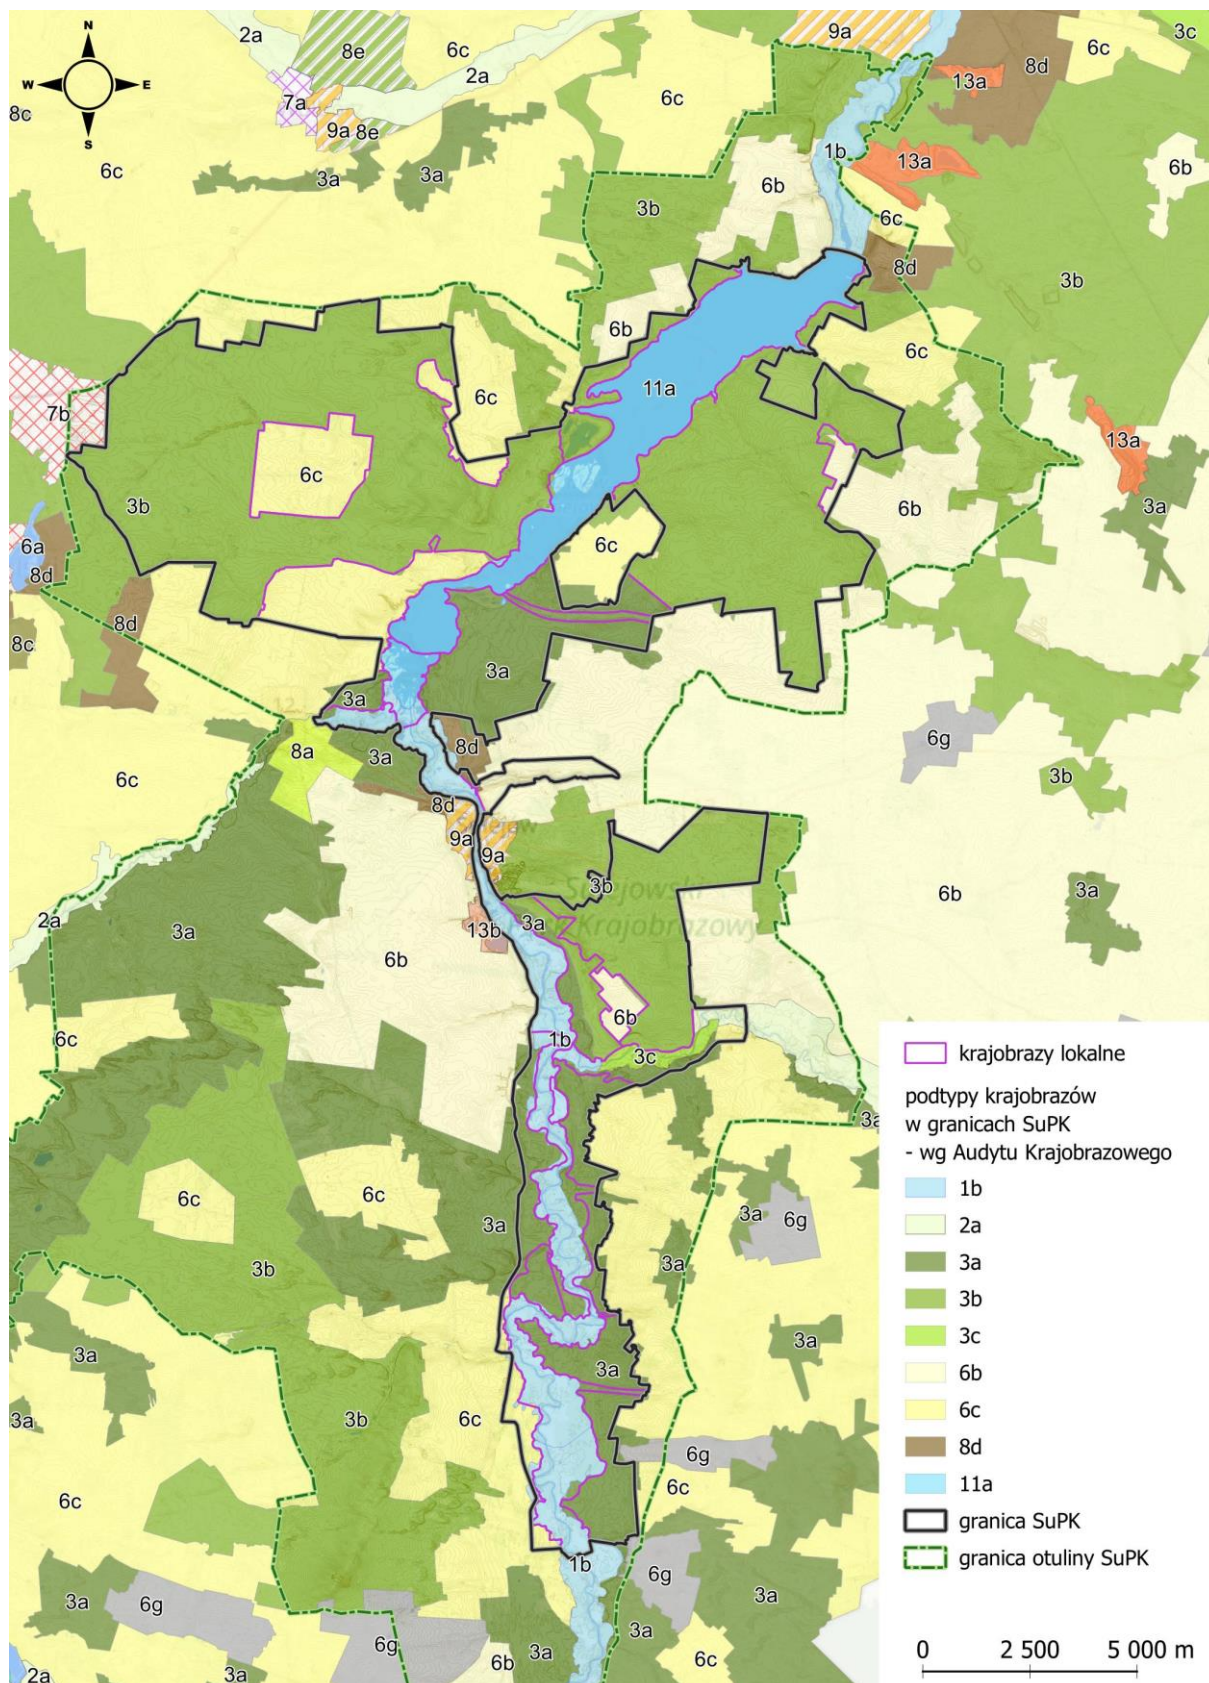 N
W E
S
2a
8e
6c
2a
9a
3c
6c
8d
13a
7a
6c
8c
9a 8e
6c
3a
3a
1b
13a
6b
6b
3b
6c
8d
3b
6b
6c
11a
6c
7b
13a
6c
3b
3a
6b
6c
6a
8d
8d
8c
3a
3a
6g
8a
3a
8d
3b
6c
8d
9a
9a
3b
Sulejowski
Park Krajobrazowy
6b
3a
2a
3a
3a
13b
6b
6b
6c
1b
3c
3a
6c
6c
3a
3a
6g
3b
3a
3a
3a
3a
3a
3b
6c
6g
6c
6c
1b
6g
3a
3a
6g
3a
6g
3a
6b
6c
2a
3a
krajobrazy lokalne
podtypy krajobrazów
w granicach SuPK
- wg Audytu Krajobrazowego
1b
2a
3a
3b
3c
6b
6c
8d
11a
granica SuPK
granica otuliny SuPK
0 2 500 5 000 m